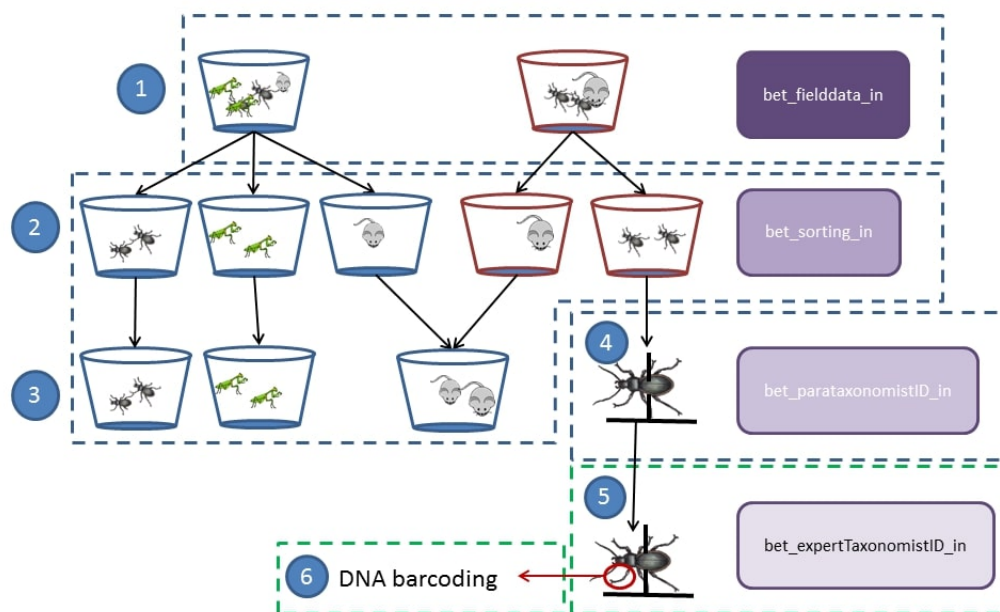 1
bet_fielddata_in
2
bet_sorting_in
3
4
bet_parataxonomistID_in
5
bet_expertTaxonomistID_in
6
DNA barcoding